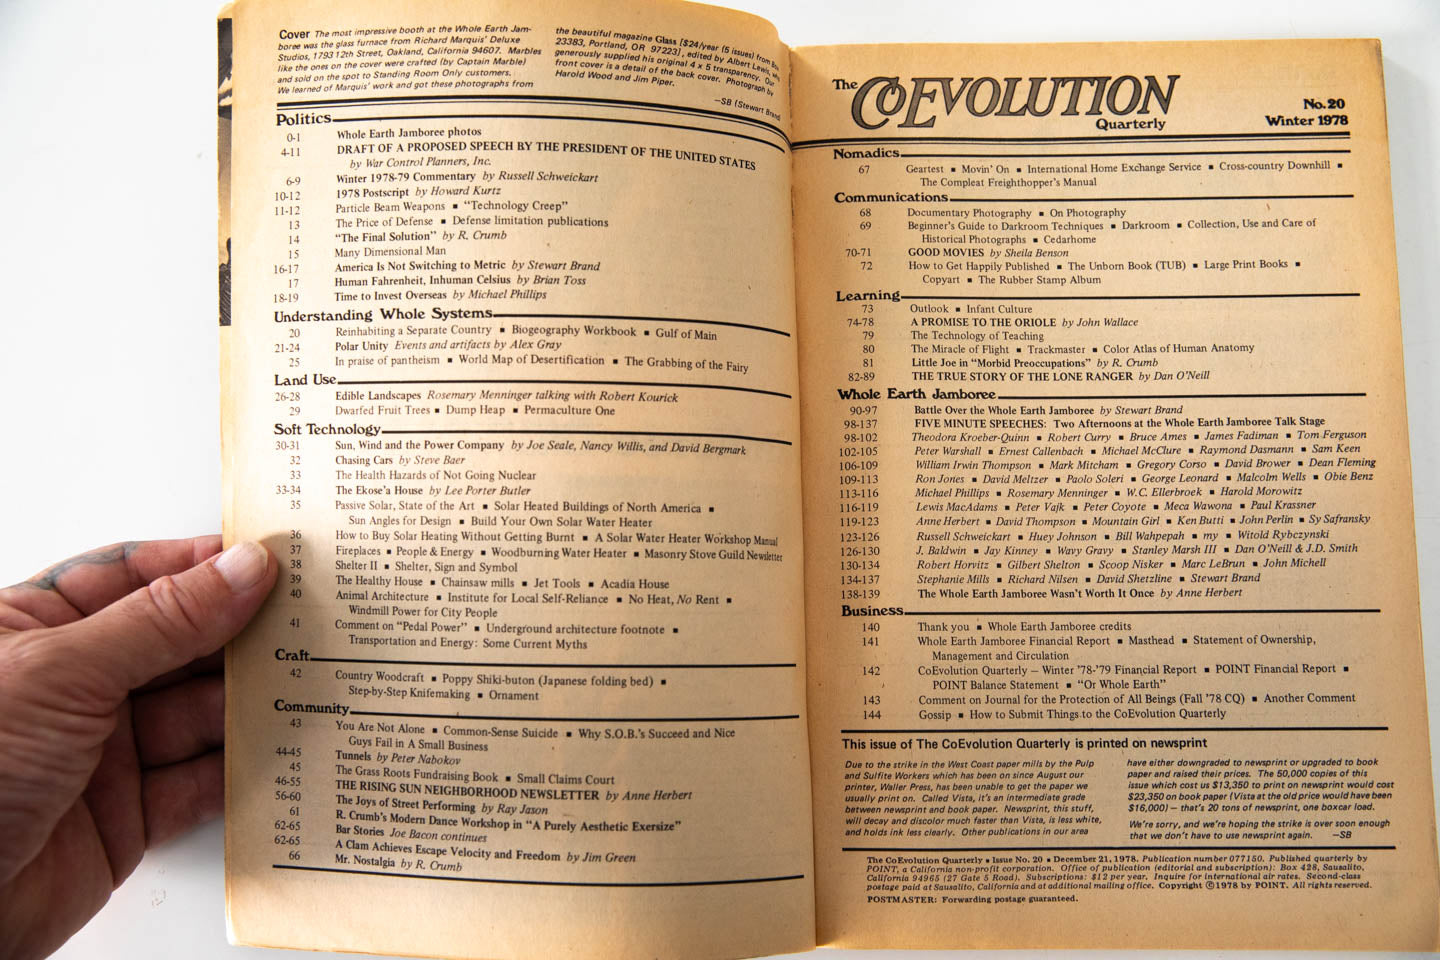 Cover The most impressive booth at the Whole Earth Jam-
boree was the glass furnace from Richard Marquis' Deluxe
Studios, 1793 12th Street, Oakland, California 94607. Marbles
like the ones on the cover were crafted (by Captain Marble)
and sold on the spot to Standing Room Only customers.
We learned of Marquis' work and got these photographs from
the beautiful magazine Glass [$24/year (5 issues) from Box
23383, Portland, OR 97223], edited by Albert Lewis, who
generously supplied his original 4 x 5 transparency. Our
front cover is a detail of the back cover. Photograph by
Harold Wood and Jim Piper.
—SB (Stewart Brand
Politics
0-1 Whole Earth Jamboree photos
4-11 DRAFT OF A PROPOSED SPEECH BY THE PRESIDENT OF THE UNITED STATES
by War Control Planners, Inc.
6-9 Winter 1978-79 Commentary by Russell Schweickart
10-12 1978 Postscript by Howard Kurtz
11-12 Particle Beam Weapons ▪ "Technology Creep"
13 The Price of Defense ▪ Defense limitation publications
14 "The Final Solution" by R. Crumb
15 Many Dimensional Man
16-17 America Is Not Switching to Metric by Stewart Brand
17 Human Fahrenheit, Inhuman Celsius by Brian Toss
18-19 Time to Invest Overseas by Michael Phillips
Understanding Whole Systems
20 Reinhabiting a Separate Country ▪ Biogeography Workbook ▪ Gulf of Main
21-24 Polar Unity Events and artifacts by Alex Gray
25 In praise of pantheism ▪ World Map of Desertification ▪ The Grabbing of the Fairy
Land Use
26-28 Edible Landscapes Rosemary Menninger talking with Robert Kourick
29 Dwarfed Fruit Trees ▪ Dump Heap ▪ Permaculture One
Soft Technology
30-31 Sun, Wind and the Power Company by Joe Seale, Nancy Willis, and David Bergmark
32 Chasing Cars by Steve Baer
33 The Health Hazards of Not Going Nuclear
33-34 The Ekose'a House by Lee Porter Butler
35 Passive Solar, State of the Art ▪ Solar Heated Buildings of North America ▪
Sun Angles for Design ▪ Build Your Own Solar Water Heater
36 How to Buy Solar Heating Without Getting Burnt ▪ A Solar Water Heater Workshop Manual
37 Fireplaces ▪ People & Energy ▪ Woodburning Water Heater ▪ Masonry Stove Guild Newsletter
38 Shelter II ▪ Shelter, Sign and Symbol
39 The Healthy House ▪ Chainsaw mills ▪ Jet Tools ▪ Acadia House
40 Animal Architecture ▪ Institute for Local Self-Reliance ▪ No Heat, No Rent ▪
Windmill Power for City People
41 Comment on "Pedal Power" ▪ Underground architecture footnote ▪
Transportation and Energy: Some Current Myths
Craft
42 Country Woodcraft ▪ Poppy Shiki-buton (Japanese folding bed) ▪
Step-by-Step Knifemaking ▪ Ornament
Community
43 You Are Not Alone ▪ Common-Sense Suicide ▪ Why S.O.B.'s Succeed and Nice
Guys Fail in A Small Business
44-45 Tunnels by Peter Nabokov
45 The Grass Roots Fundraising Book ▪ Small Claims Court
46-55 THE RISING SUN NEIGHBORHOOD NEWSLETTER by Anne Herbert
56-60 The Joys of Street Performing by Ray Jason
61 R. Crumb's Modern Dance Workshop in "A Purely Aesthetic Exersize"
62-65 Bar Stories Joe Bacon continues
62-65 A Clam Achieves Escape Velocity and Freedom by Jim Green
66 Mr. Nostalgia by R. Crumb
The COEVOLUTION
Quarterly
No. 20
Winter 1978
Nomadics
67 Geartest ▪ Movin' On ▪ International Home Exchange Service ▪ Cross-country Downhill ▪
The Compleat Freighthopper's Manual
Communications
68 Documentary Photography ▪ On Photography
69 Beginner's Guide to Darkroom Techniques ▪ Darkroom ▪ Collection, Use and Care of
Historical Photographs ▪ Cedarhome
70-71 GOOD MOVIES by Sheila Benson
72 How to Get Happily Published ▪ The Unborn Book (TUB) ▪ Large Print Books ▪
Copyart ▪ The Rubber Stamp Album
Learning
73 Outlook ▪ Infant Culture
74-78 A PROMISE TO THE ORIOLE by John Wallace
79 The Technology of Teaching
80 The Miracle of Flight ▪ Trackmaster ▪ Color Atlas of Human Anatomy
81 Little Joe in "Morbid Preoccupations" by R. Crumb
82-89 THE TRUE STORY OF THE LONE RANGER by Dan O'Neill
Whole Earth Jamboree
90-97 Battle Over the Whole Earth Jamboree by Stewart Brand
98-137 FIVE MINUTE SPEECHES: Two Afternoons at the Whole Earth Jamboree Talk Stage
98-102 Theodora Kroeber-Quinn ▪ Robert Curry ▪ Bruce Ames ▪ James Fadiman ▪ Tom Ferguson
102-105 Peter Warshall ▪ Ernest Callenbach ▪ Michael McClure ▪ Raymond Dasmann ▪ Sam Keen
106-109 William Irwin Thompson ▪ Mark Mitcham ▪ Gregory Corso ▪ David Brower ▪ Dean Fleming
109-113 Ron Jones ▪ David Meltzer ▪ Paolo Soleri ▪ George Leonard ▪ Malcolm Wells ▪ Obie Benz
113-116 Michael Phillips ▪ Rosemary Menninger ▪ W.C. Ellerbroek ▪ Harold Morowitz
116-119 Lewis MacAdams ▪ Peter Vajk ▪ Peter Coyote ▪ Meca Wawona ▪ Paul Krassner
119-123 Anne Herbert ▪ David Thompson ▪ Mountain Girl ▪ Ken Butti ▪ John Perlin ▪ Sy Safransky
123-126 Russell Schweickart ▪ Huey Johnson ▪ Bill Wahpepah ▪ my ▪ Witold Rybczynski
126-130 J. Baldwin ▪ Jay Kinney ▪ Wavy Gravy ▪ Stanley Marsh III ▪ Dan O'Neill & J.D. Smith
130-134 Robert Horvitz ▪ Gilbert Shelton ▪ Scoop Nisker ▪ Marc LeBrun ▪ John Michell
134-137 Stephanie Mills ▪ Richard Nilsen ▪ David Shetzline ▪ Stewart Brand
138-139 The Whole Earth Jamboree Wasn't Worth It Once by Anne Herbert
Business
140 Thank you ▪ Whole Earth Jamboree credits
141 Whole Earth Jamboree Financial Report ▪ Masthead ▪ Statement of Ownership,
Management and Circulation
142 CoEvolution Quarterly — Winter '78-'79 Financial Report ▪ POINT Financial Report ▪
POINT Balance Statement ▪ "Or Whole Earth"
143 Comment on Journal for the Protection of All Beings (Fall '78 CQ) ▪ Another Comment
144 Gossip ▪ How to Submit Things to the CoEvolution Quarterly
This issue of The CoEvolution Quarterly is printed on newsprint
Due to the strike in the West Coast paper mills by the Pulp
and Sulfite Workers which has been on since August our
printer, Waller Press, has been unable to get the paper we
usually print on. Called Vista, it's an intermediate grade
between newsprint and book paper. Newsprint, this stuff,
will decay and discolor much faster than Vista, is less white,
and holds ink less clearly. Other publications in our area
have either downgraded to newsprint or upgraded to book
paper and raised their prices. The 50,000 copies of this
issue which cost us $13,350 to print on newsprint would cost
$23,350 on book paper (Vista at the old price would have been
$16,000) — that's 20 tons of newsprint, one boxcar load.
We're sorry, and we're hoping the strike is over soon enough
that we don't have to use newsprint again. —SB
The CoEvolution Quarterly ▪ Issue No. 20 ▪ December 21, 1978. Publication number 077150. Published quarterly by
POINT, a California non-profit corporation. Office of publication (editorial and subscription): Box 428, Sausalito,
California 94965 (27 Gate 5 Road). Subscriptions: $12 per year. Inquire for international air rates. Second-class
postage paid at Sausalito, California and at additional mailing office. Copyright ©1978 by POINT. All rights reserved.
POSTMASTER: Forwarding postage guaranteed.